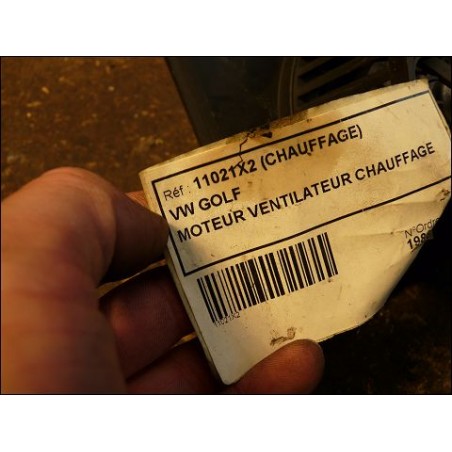 Réf : 11021X2 (CHAUFFAGE)
VW GOLF
MOTEUR VENTILATEUR CHAUFFAGE
N°Ordre
11021X2